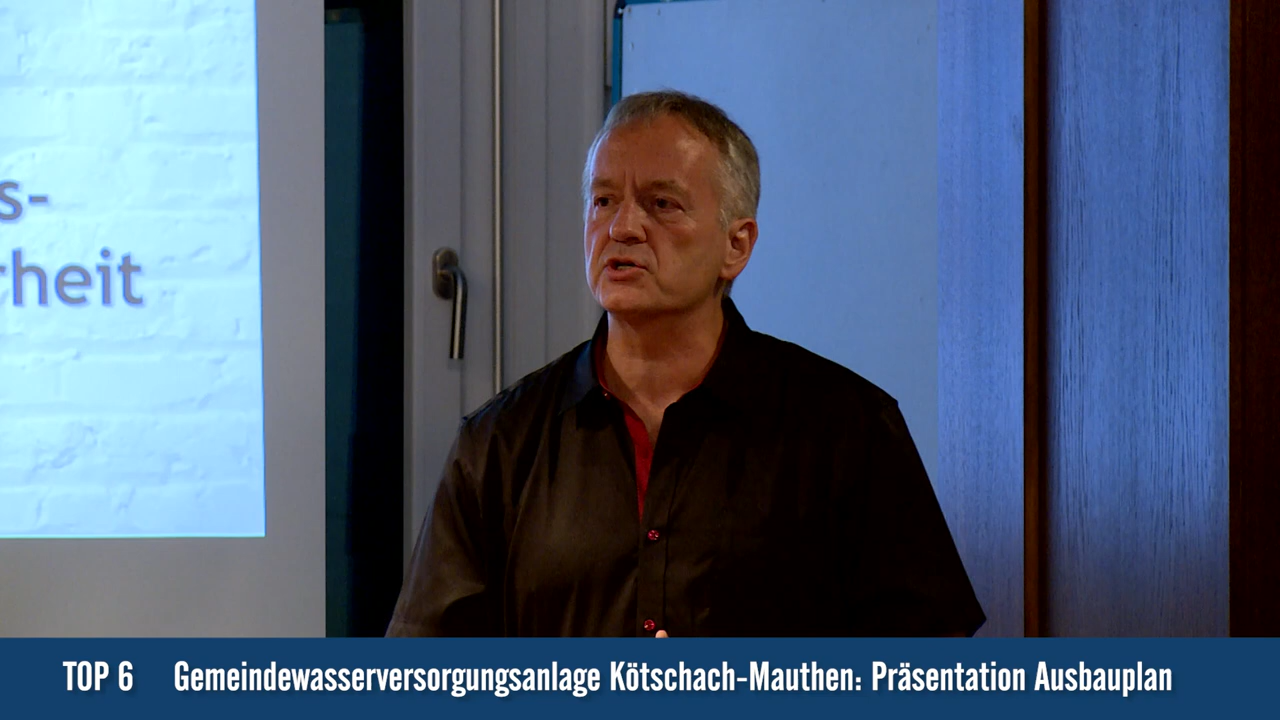 s-
rheit
TOP 6 Gemeindewasserversorgungsanlage Kötschach-Mauthen: Präsentation Ausbauplan